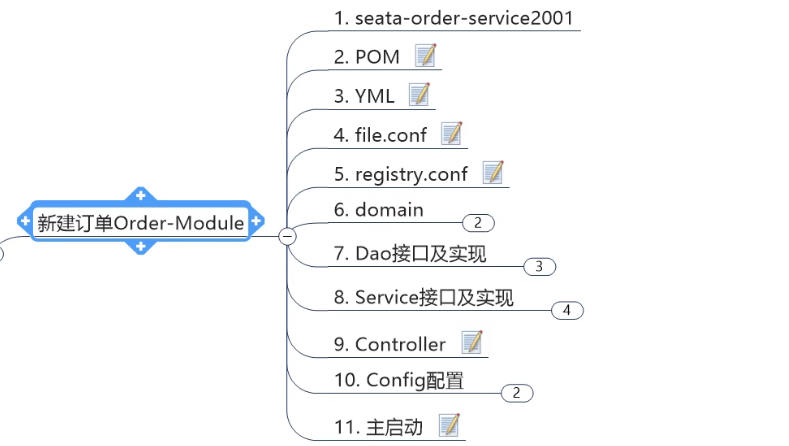 1. seata-order-service2001
2. POM
3. YML
4. file.conf
5. registry.conf
新建订单Order-Module
6. domain
2
7. Dao接口及实现
3
8. Service接口及实现
4
9. Controller
10. Config配置
2
11. 主启动